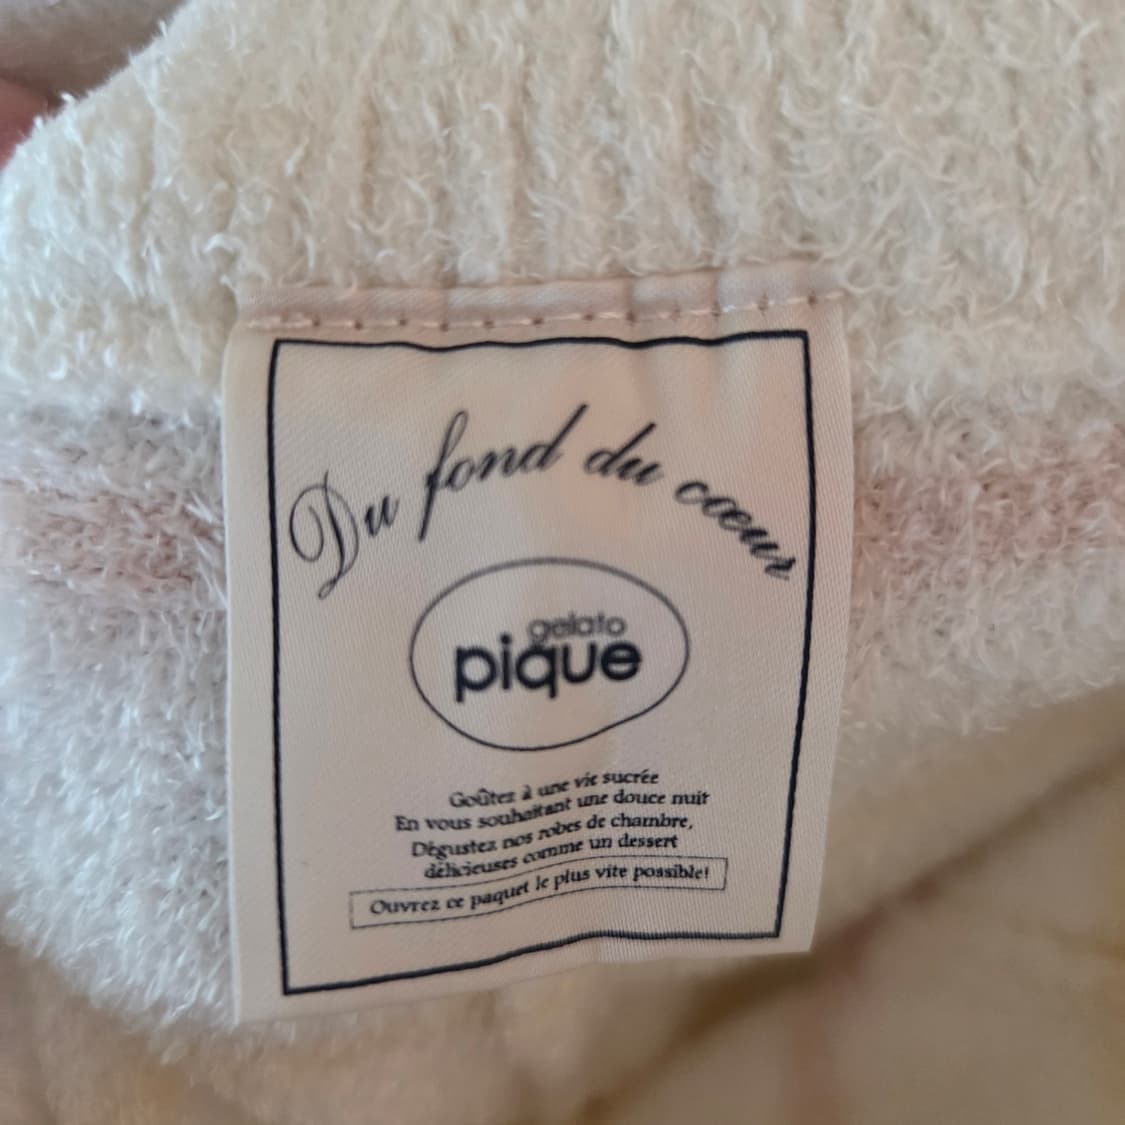 Du fond du cœur
gelato
pique
Goûtez à une vie sucrée
En vous souhaitant une douce nuit
Dégustez nos robes de chambre,
délicieuses comme un dessert
Ouvrez ce paquet le plus vite possible!